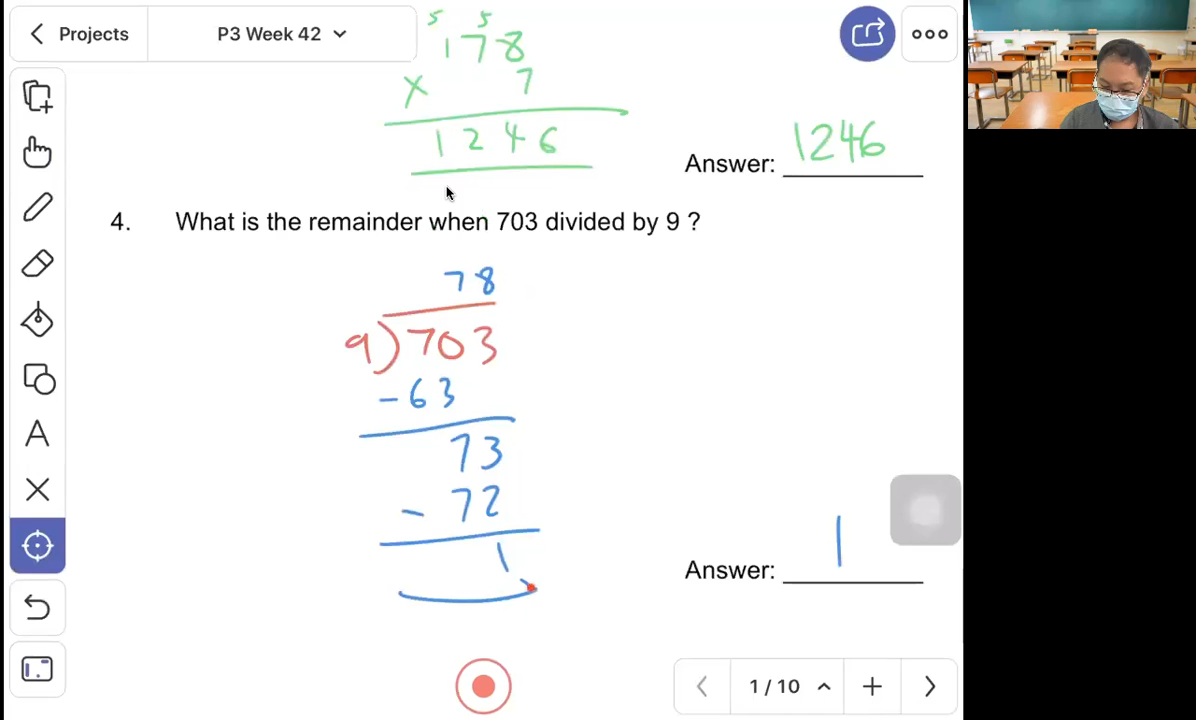 Projects
P3 Week 42
5 5
178
× 7
1246
Answer: 1246
4. What is the remainder when 703 divided by 9 ?
78
9)703
-63
73
- 72
1
Answer: 1
A
1 / 10